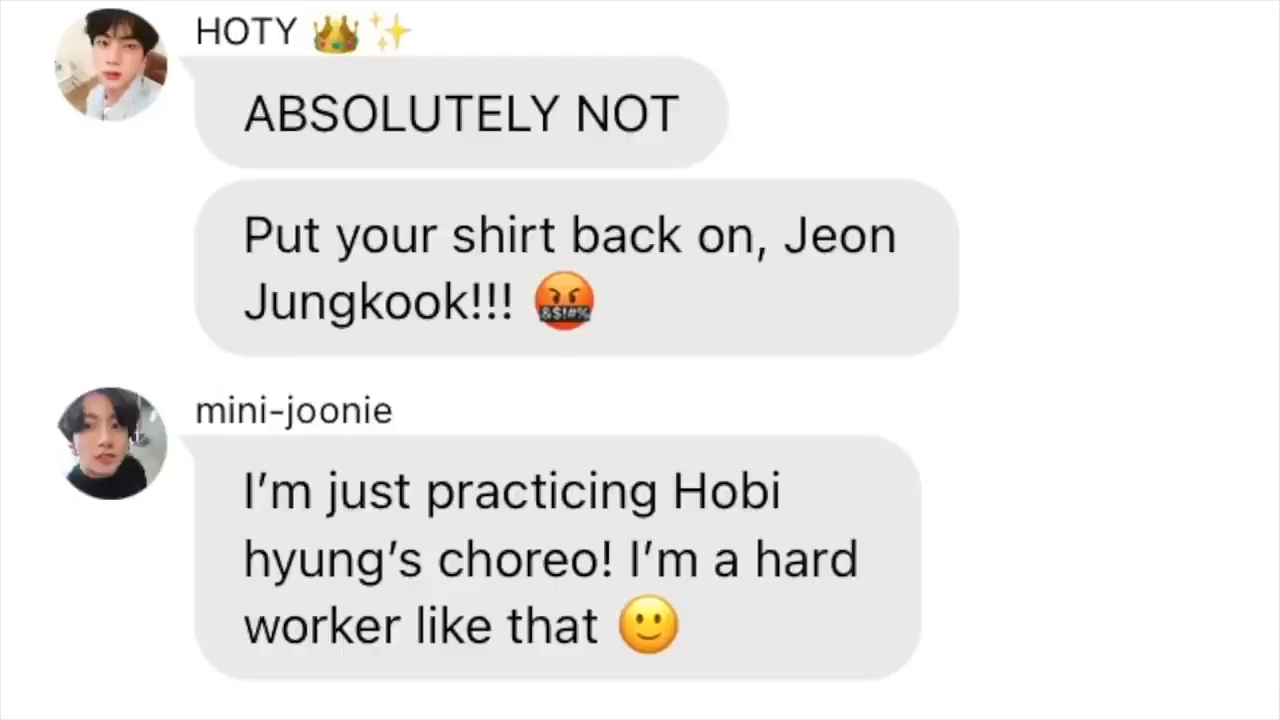 HOTY 👑✨
ABSOLUTELY NOT
Put your shirt back on, Jeon
Jungkook!!! 🤬
mini-joonie
I’m just practicing Hobi
hyung’s choreo! I’m a hard
worker like that 🙂